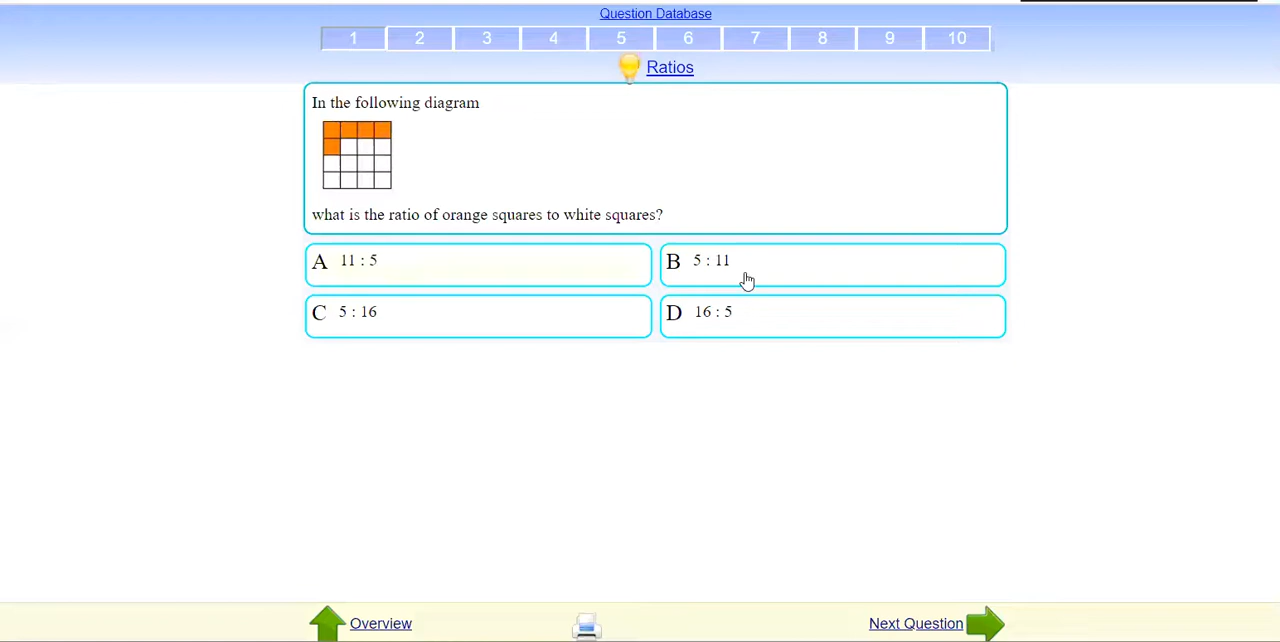 Question Database
1 2 3 4 5 6 7 8 9 10
Ratios
In the following diagram
what is the ratio of orange squares to white squares?
A 11 : 5
B 5 : 11
C 5 : 16
D 16 : 5
Overview
Next Question